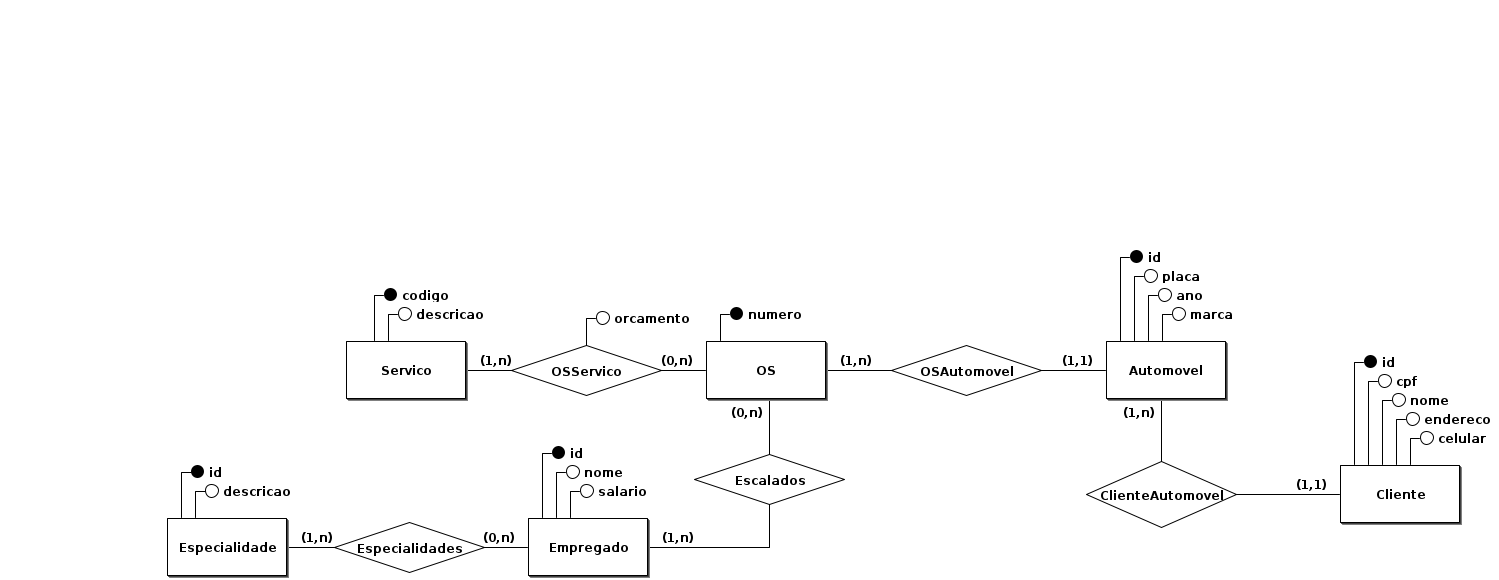 id
placa
ano
marca
codigo
descricao
numero
orcamento
Servico
(1,n)
OSServico
(0,n)
OS
(1,n)
OSAutomovel
(1,1)
Automovel
id
cpf
nome
endereco
celular
(0,n)
(1,n)
id
nome
salario
id
descricao
Escalados
ClienteAutomovel
(1,1)
Cliente
Especialidade
(1,n)
Especialidades
(0,n)
Empregado
(1,n)